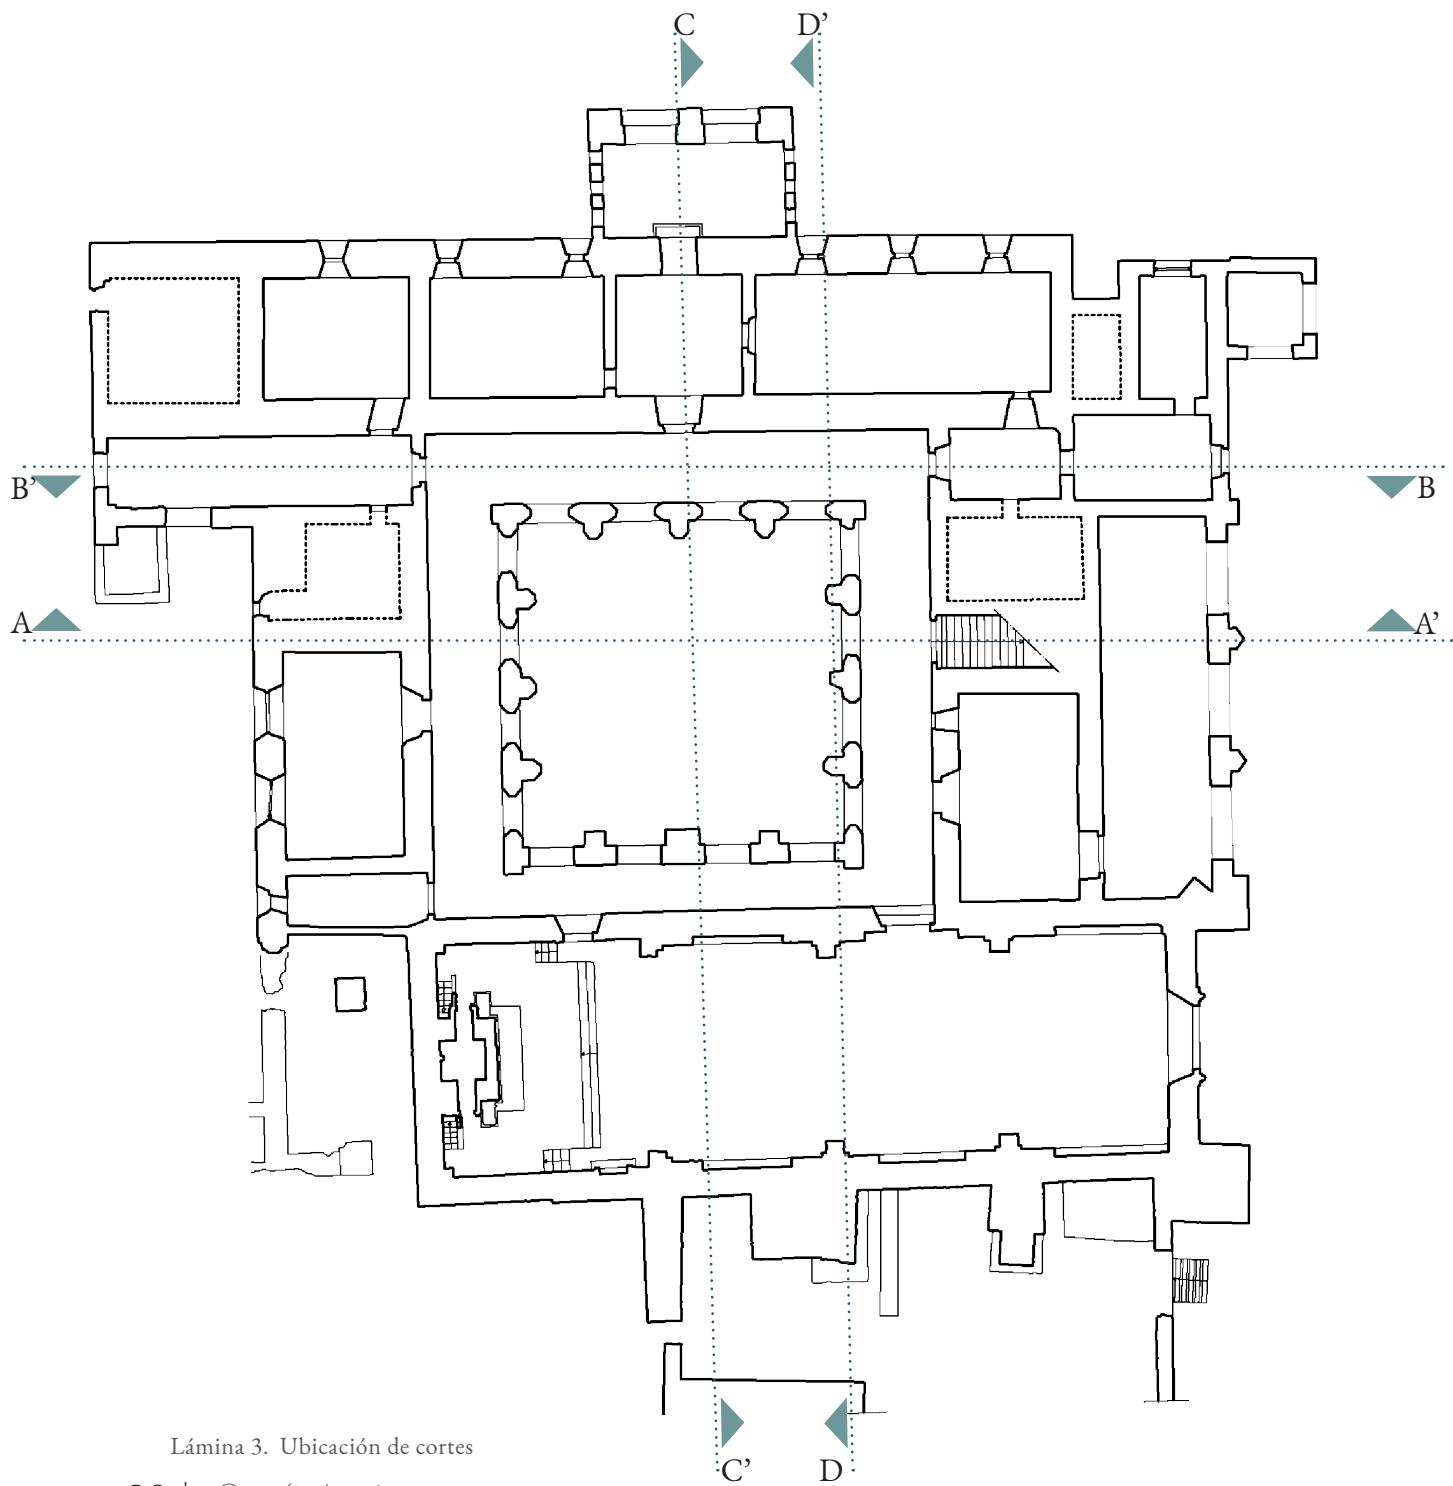 C D’
B’ B
A A’
Lámina 3. Ubicación de cortes
C’ D